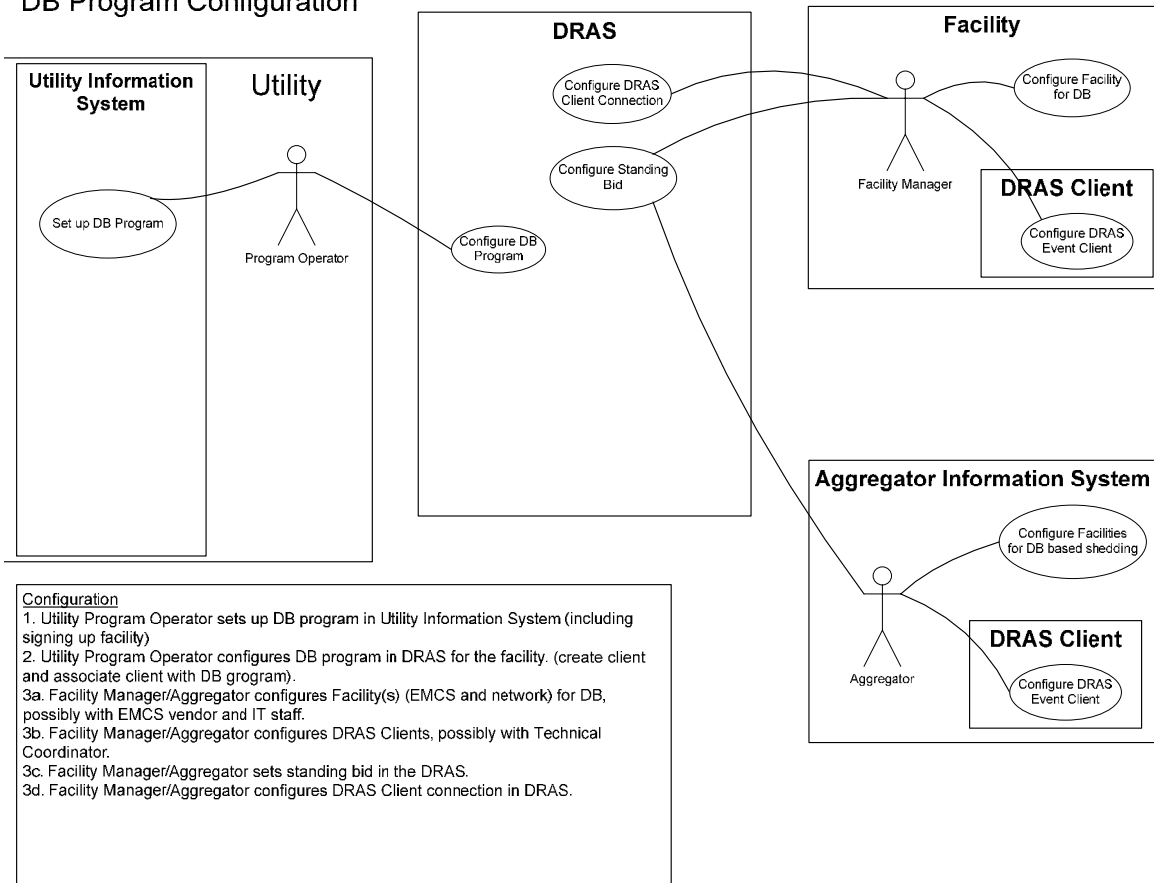 DB Program Configuration
Utility Information
System
Utility
Set up DB Program
Program Operator
DRAS
Configure DRAS
Client Connection
Configure Standing
Bid
Configure DB
Program
Facility
Facility Manager
Configure Facility
for DB
DRAS Client
Configure DRAS
Event Client
Aggregator Information System
Aggregator
Configure Facilities
for DB based shedding
DRAS Client
Configure DRAS
Event Client
Configuration
1. Utility Program Operator sets up DB program in Utility Information System (including
signing up facility)
2. Utility Program Operator configures DB program in DRAS for the facility. (create client
and associate client with DB grogram).
3a. Facility Manager/Aggregator configures Facility(s) (EMCS and network) for DB,
possibly with EMCS vendor and IT staff.
3b. Facility Manager/Aggregator configures DRAS Clients, possibly with Technical
Coordinator.
3c. Facility Manager/Aggregator sets standing bid in the DRAS.
3d. Facility Manager/Aggregator configures DRAS Client connection in DRAS.